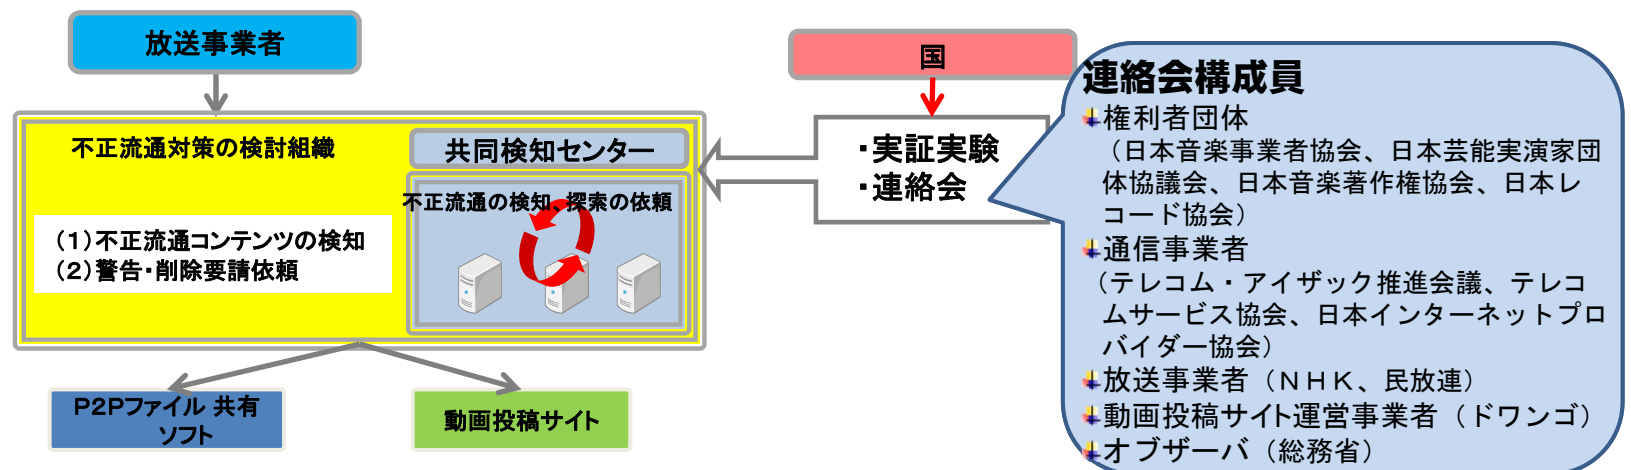 放送事業者
不正流通対策の検討組織
共同検知センター
不正流通の検知、探索の依頼
（１）不正流通コンテンツの検知
（２）警告・削除要請依頼
P2Pファイル 共有
ソフト
動画投稿サイト
国
・実証実験
・連絡会
連絡会構成員
権利者団体
（日本音楽事業者協会、日本芸能実演家団
体協議会、日本音楽著作権協会、日本レ
コード協会）
通信事業者
（テレコム・アイザック推進会議、テレコ
ムサービス協会、日本インターネットプロ
バイダー協会）
放送事業者（ＮＨＫ、民放連）
動画投稿サイト運営事業者（ドワンゴ）
オブザーバ（総務省）